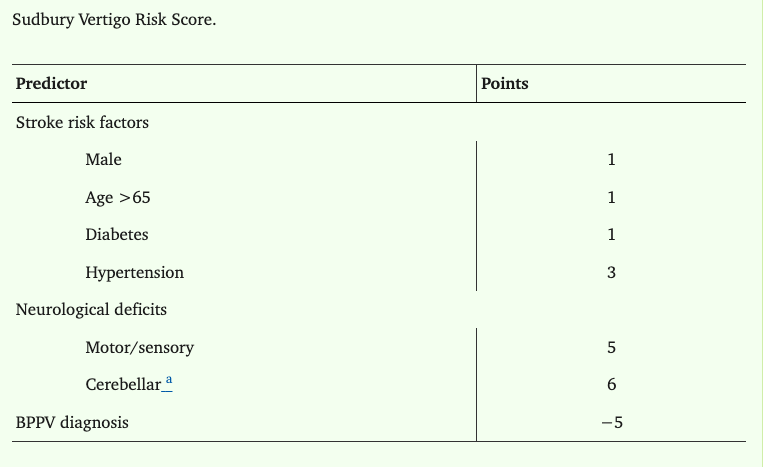 Sudbury Vertigo Risk Score.
Predictor Points
Stroke risk factors
Male 1
Age >65 1
Diabetes 1
Hypertension 3
Neurological deficits
Motor/sensory 5
Cerebellar a 6
BPPV diagnosis −5